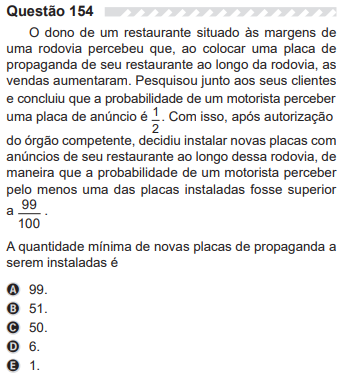 Questão 154
O dono de um restaurante situado às margens de
uma rodovia percebeu que, ao colocar uma placa de
propaganda de seu restaurante ao longo da rodovia, as
vendas aumentaram. Pesquisou junto aos seus clientes
e concluiu que a probabilidade de um motorista perceber
uma placa de anúncio é 1/2. Com isso, após autorização
do órgão competente, decidiu instalar novas placas com
anúncios de seu restaurante ao longo dessa rodovia, de
maneira que a probabilidade de um motorista perceber
pelo menos uma das placas instaladas fosse superior
a 99/100.
A quantidade mínima de novas placas de propaganda a
serem instaladas é
A 99.
B 51.
C 50.
D 6.
E 1.